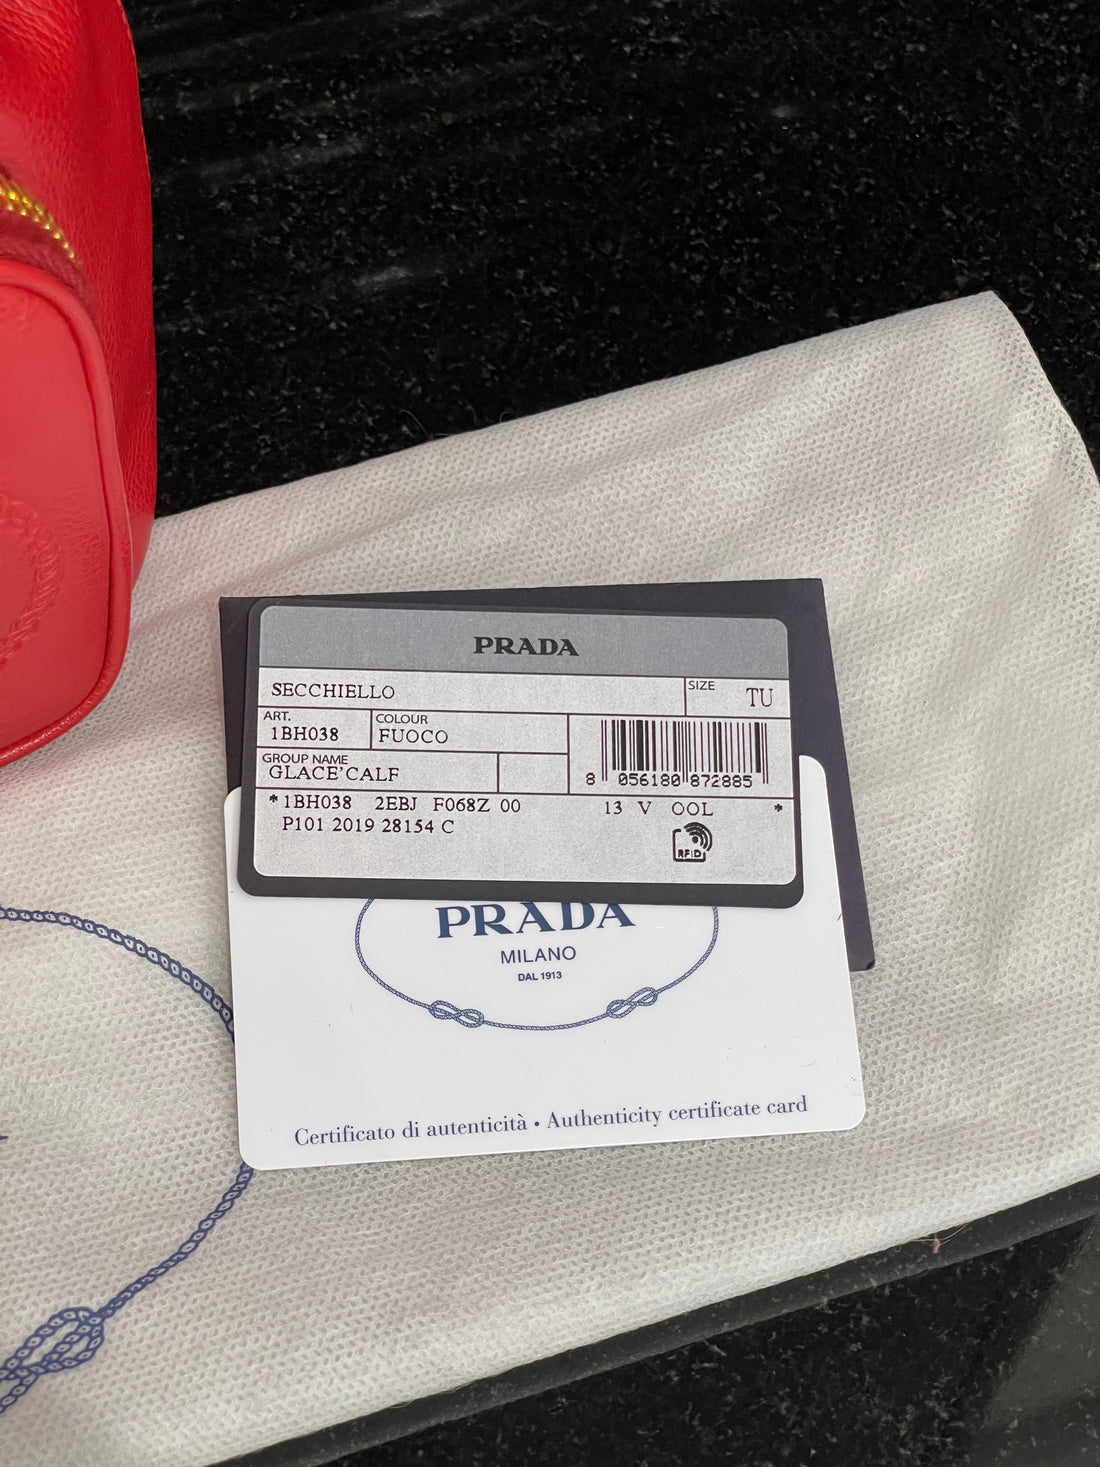 PRADA
SECCHIELLO
SIZE TU
ART. 1BH038
COLOUR FUOCO
GROUP NAME GLACE'CALF
8 056180 872885
*1BH038 2EBJ F068Z 00 13 V OOL *
P101 2019 28154 C
RFID
PRADA
MILANO
DAL 1913
Certificato di autenticità • Authenticity certificate card